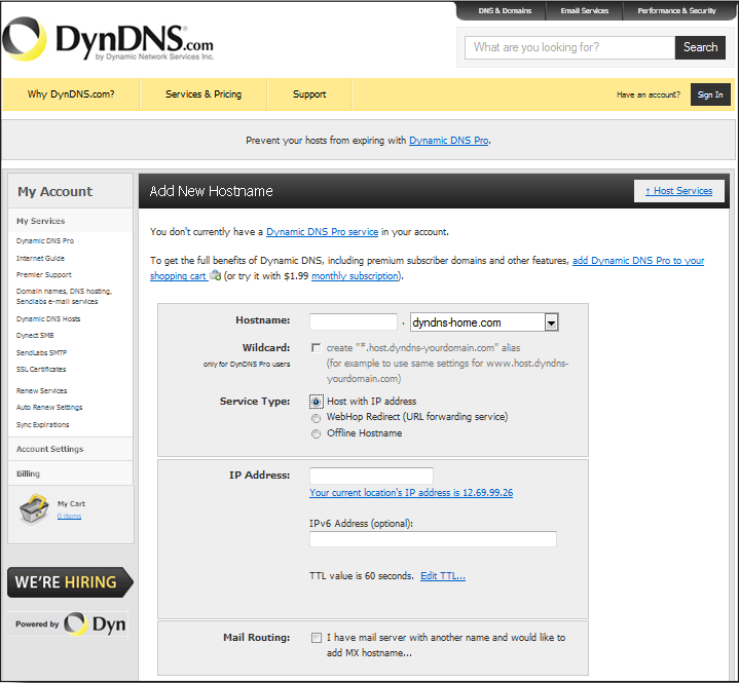 DNS & Domains Email Services Performance & Security
DynDNS.com
by Dynamic Network Services Inc.
What are you looking for? Search
Why DynDNS.com? Services & Pricing Support Have an account? Sign In
Prevent your hosts from expiring with Dynamic DNS Pro.
My Account
My Services
Dynamic DNS Pro
Internet Guide
Premier Support
Domain names, DNS hosting,
Sendlabs e-mail services
Dynamic DNS Hosts
Dynect SMB
SendLabs SMTP
SSL Certificates
Renew Services
Auto Renew Settings
Sync Expirations
Account Settings
Billing
My Cart
0 items
WE'RE HIRING
Powered by Dyn
Add New Hostname ↑ Host Services
You don't currently have a Dynamic DNS Pro service in your account.
To get the full benefits of Dynamic DNS, including premium subscriber domains and other features, add Dynamic DNS Pro to your
shopping cart (or try it with $1.99 monthly subscription).
Hostname: . dyndns-home.com
Wildcard: create "*.host.dyndns-yourdomain.com" alias
only for DynDNS Pro users (for example to use same settings for www.host.dyndns-
yourdomain.com)
Service Type: Host with IP address
WebHop Redirect (URL forwarding service)
Offline Hostname
IP Address:
Your current location's IP address is 12.69.99.26
IPv6 Address (optional):
TTL value is 60 seconds. Edit TTL...
Mail Routing: I have mail server with another name and would like to
add MX hostname...